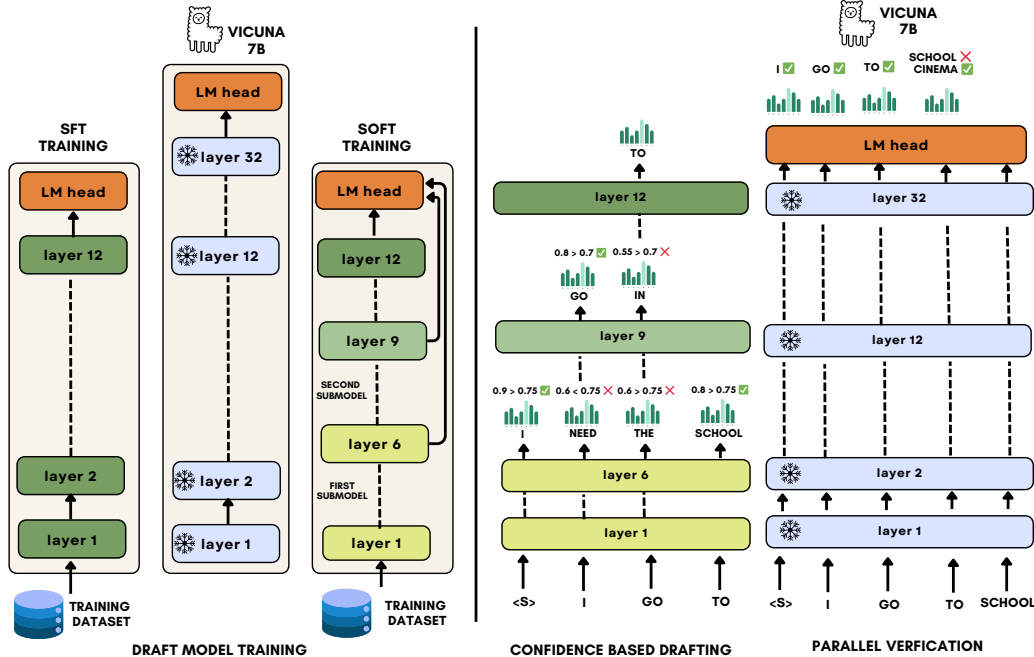 VICUNA
7B
SFT
TRAINING
LM head
layer 12
layer 2
layer 1
TRAINING
DATASET
LM head
layer 32
layer 12
layer 2
layer 1
SOFT
TRAINING
LM head
layer 12
layer 9
SECOND
SUBMODEL
layer 6
FIRST
SUBMODEL
layer 1
TRAINING
DATASET
DRAFT MODEL TRAINING
TO
layer 12
0.8 > 0.7 ✅ 0.55 > 0.7 ❌
GO IN
layer 9
0.9 > 0.75 ✅ 0.6 < 0.75 ❌ 0.6 > 0.75 ❌ 0.8 > 0.75 ✅
I NEED THE SCHOOL
layer 6
layer 1
<S> I GO TO
CONFIDENCE BASED DRAFTING
VICUNA
7B
I ✅ GO ✅ TO ✅ SCHOOL ❌
CINEMA ✅
LM head
layer 32
layer 12
layer 2
layer 1
<S> I GO TO SCHOOL
PARALLEL VERFICATION